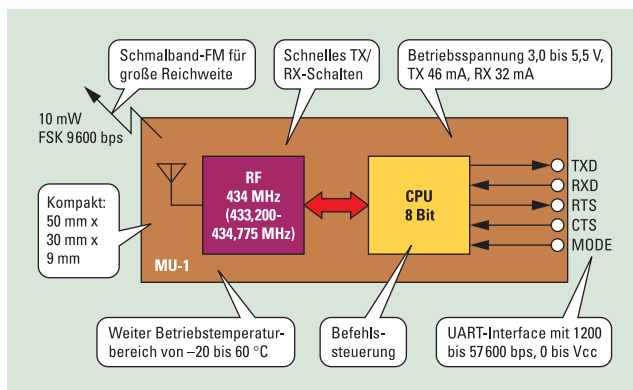 Schmalband-FM für
große Reichweite
Schnelles TX/
RX-Schalten
Betriebsspannung 3,0 bis 5,5 V,
TX 46 mA, RX 32 mA
10 mW
FSK 9600 bps
Kompakt:
50 mm x
30 mm x
9 mm
RF
434 MHz
(433,200-
434,775 MHz)
CPU
8 Bit
TXD
RXD
RTS
CTS
MODE
MU-1
Weiter Betriebstemperatur-
bereich von –20 bis 60 °C
Befehls-
steuerung
UART-Interface mit 1200
bis 57600 bps, 0 bis Vcc